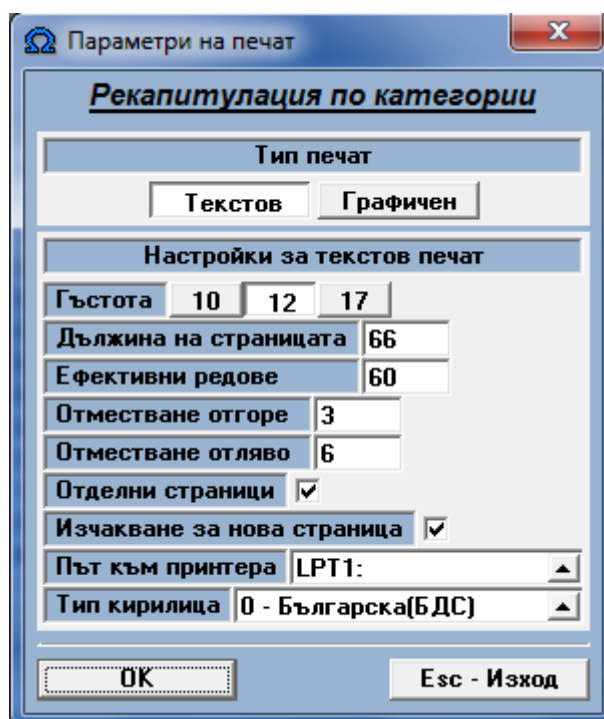 Параметри на печат
Рекапитулация по категории
Тип печат
Текстов Графичен
Настройки за текстов печат
Гъстота 10 12 17
Дължина на страницата 66
Ефективни редове 60
Отместване отгоре 3
Отместване отляво 6
Отделни страници
Изчакване за нова страница
Път към принтера LPT1:
Тип кирилица 0 - Българска(БДС)
OK Esc - Изход